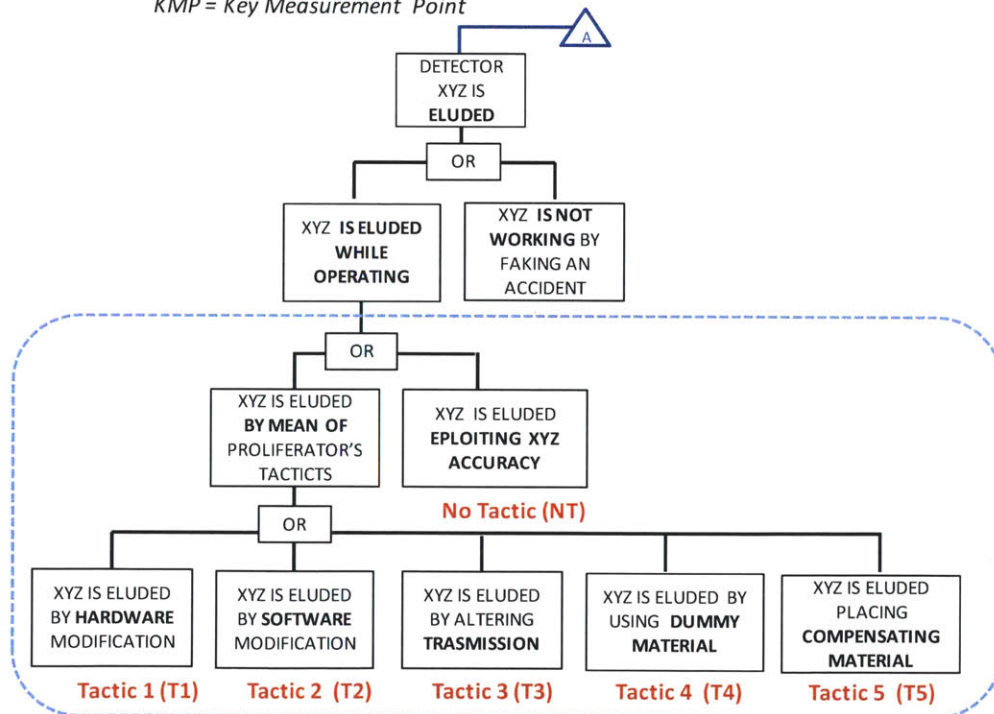 KMP = Key Measurement Point
A
DETECTOR
XYZ IS
ELUDED
OR
XYZ IS ELUDED
WHILE
OPERATING
XYZ IS NOT
WORKING BY
FAKING AN
ACCIDENT
OR
XYZ IS ELUDED
BY MEAN OF
PROLIFERATOR'S
TACTICTS
XYZ IS ELUDED
EPLOITING XYZ
ACCURACY
No Tactic (NT)
OR
XYZ IS ELUDED
BY HARDWARE
MODIFICATION
XYZ IS ELUDED
BY SOFTWARE
MODIFICATION
XYZ IS ELUDED
BY ALTERING
TRASMISSION
XYZ IS ELUDED BY
USING DUMMY
MATERIAL
XYZ IS ELUDED
PLACING
COMPENSATING
MATERIAL
Tactic 1 (T1)
Tactic 2 (T2)
Tactic 3 (T3)
Tactic 4 (T4)
Tactic 5 (T5)